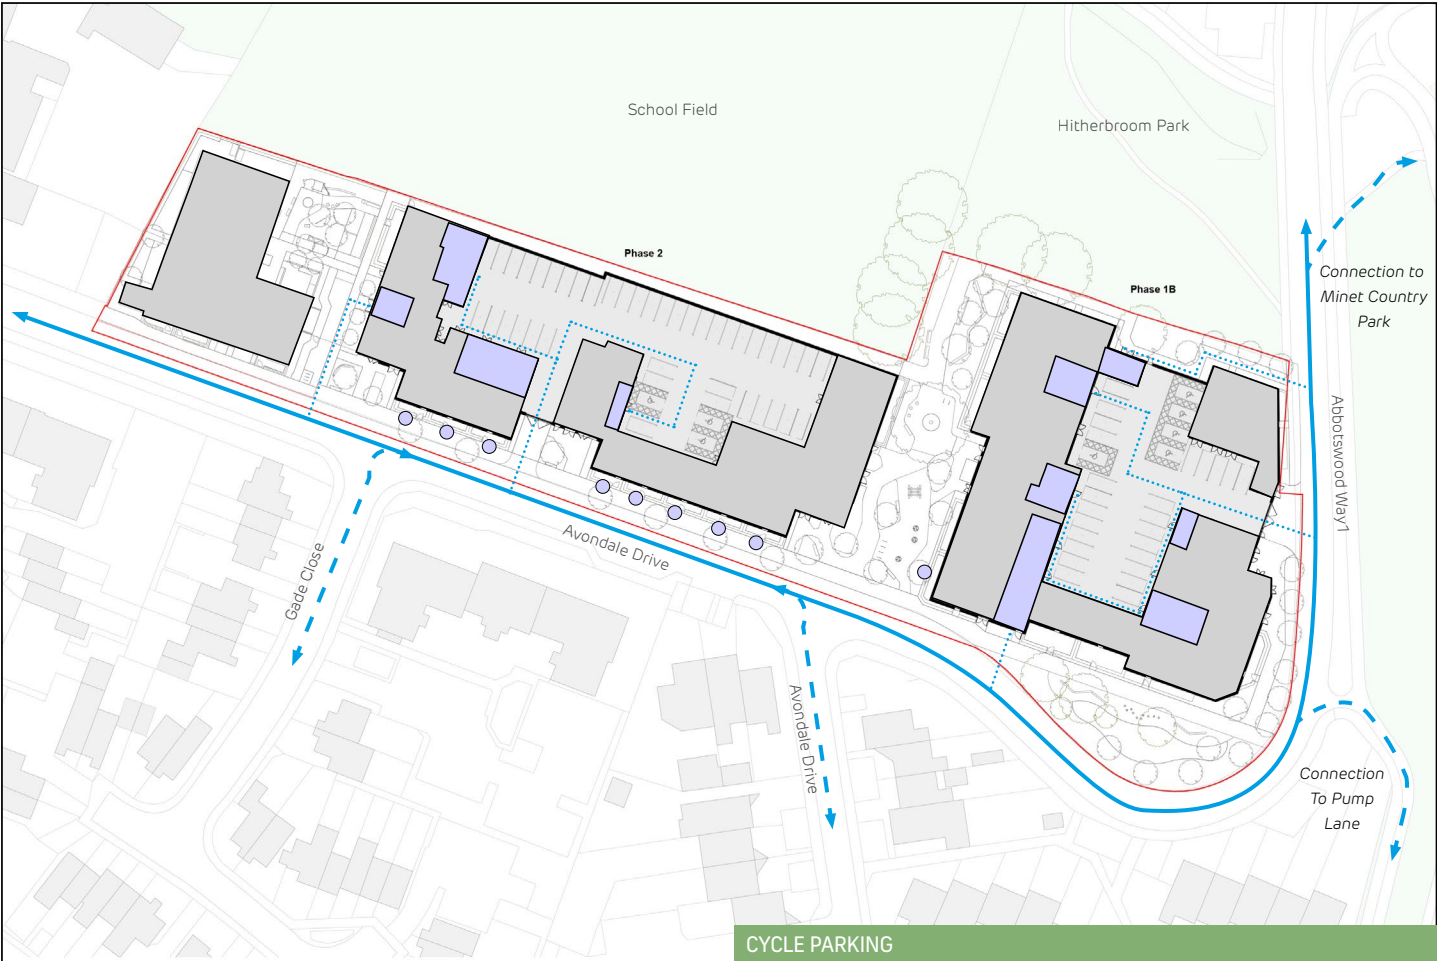 School Field
Hitherbroom Park
Phase 2
Phase 1B
Connection to
Minet Country
Park
Abbotswood Way1
Avondale Drive
Gade Close
Avondale Drive
Connection
To Pump
Lane
CYCLE PARKING